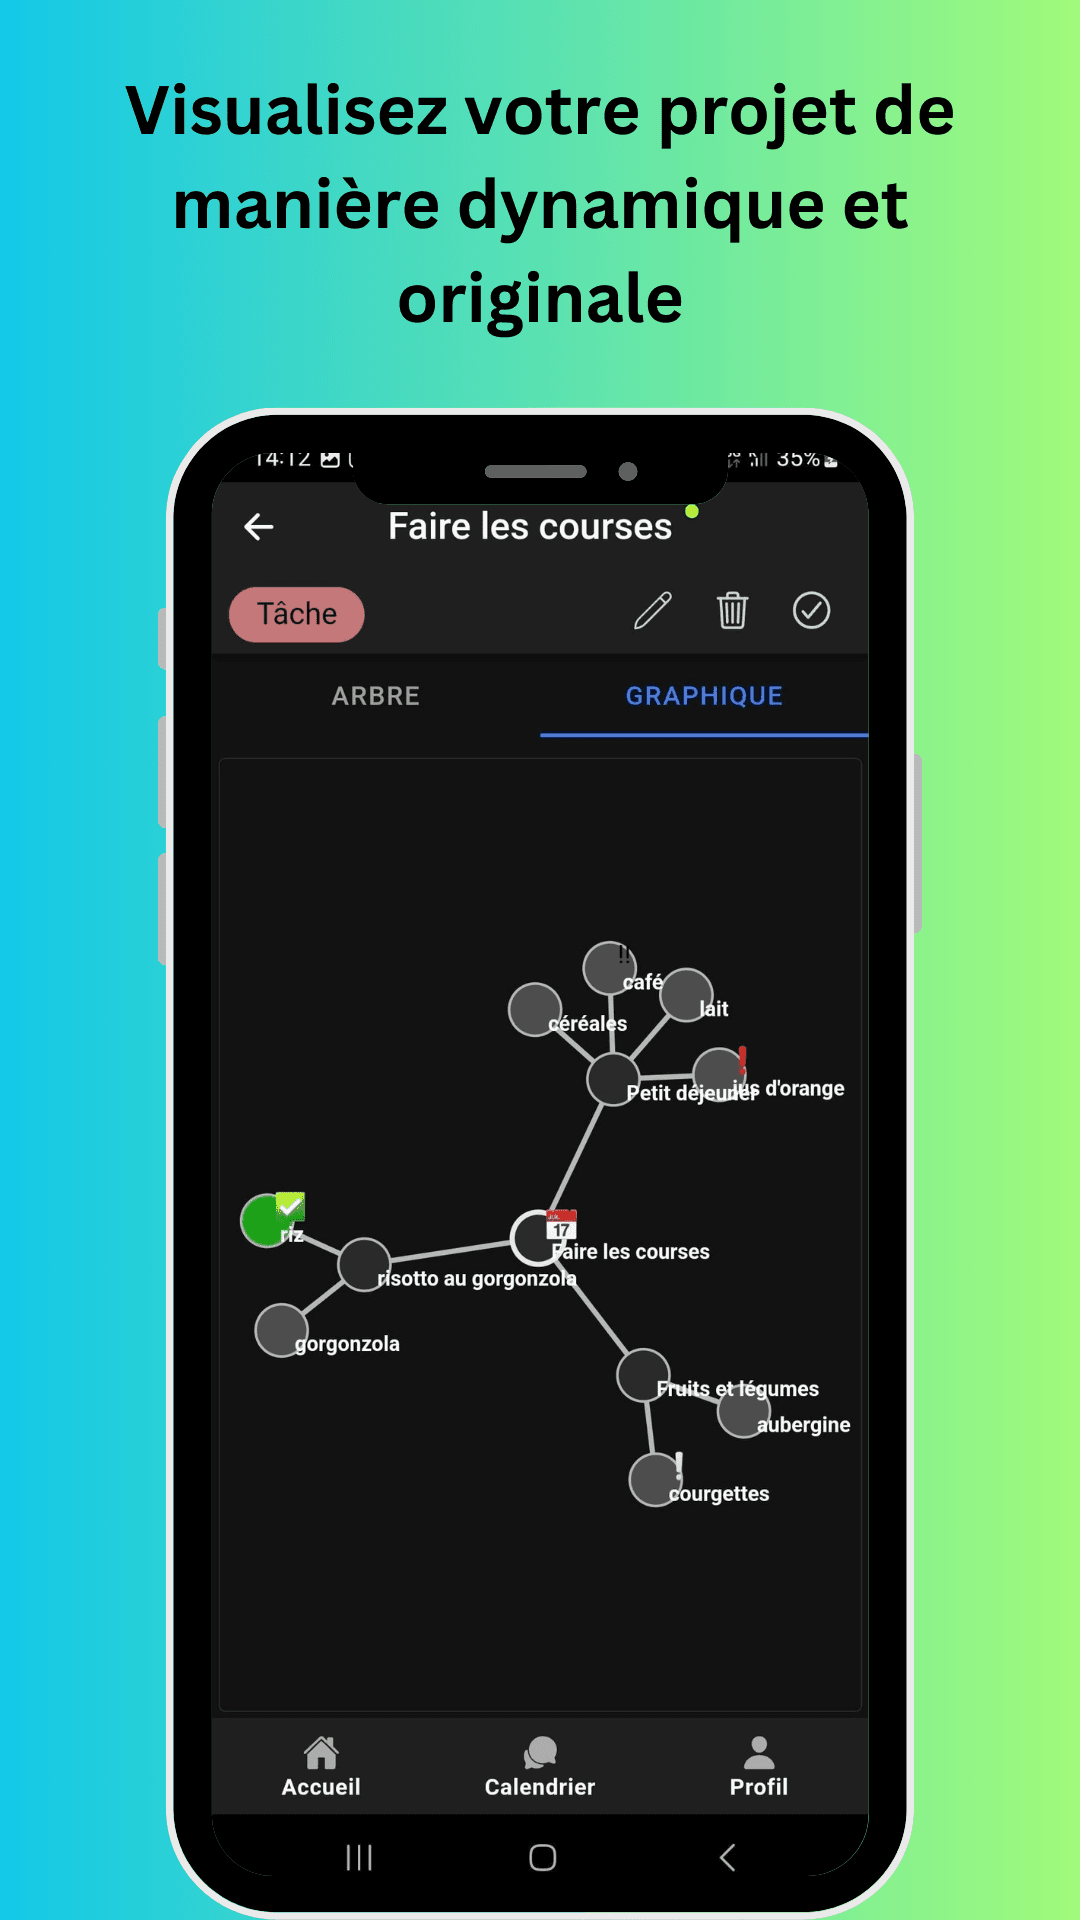 Visualisez votre projet de
manière dynamique et
originale
14:12
35%
Faire les courses
Tâche
ARBRE
GRAPHIQUE
!!
café
lait
céréales
!
Petit déjeuner
jus d'orange
riz
17
Faire les courses
risotto au gorgonzola
gorgonzola
Fruits et légumes
aubergine
!
courgettes
Accueil
Calendrier
Profil